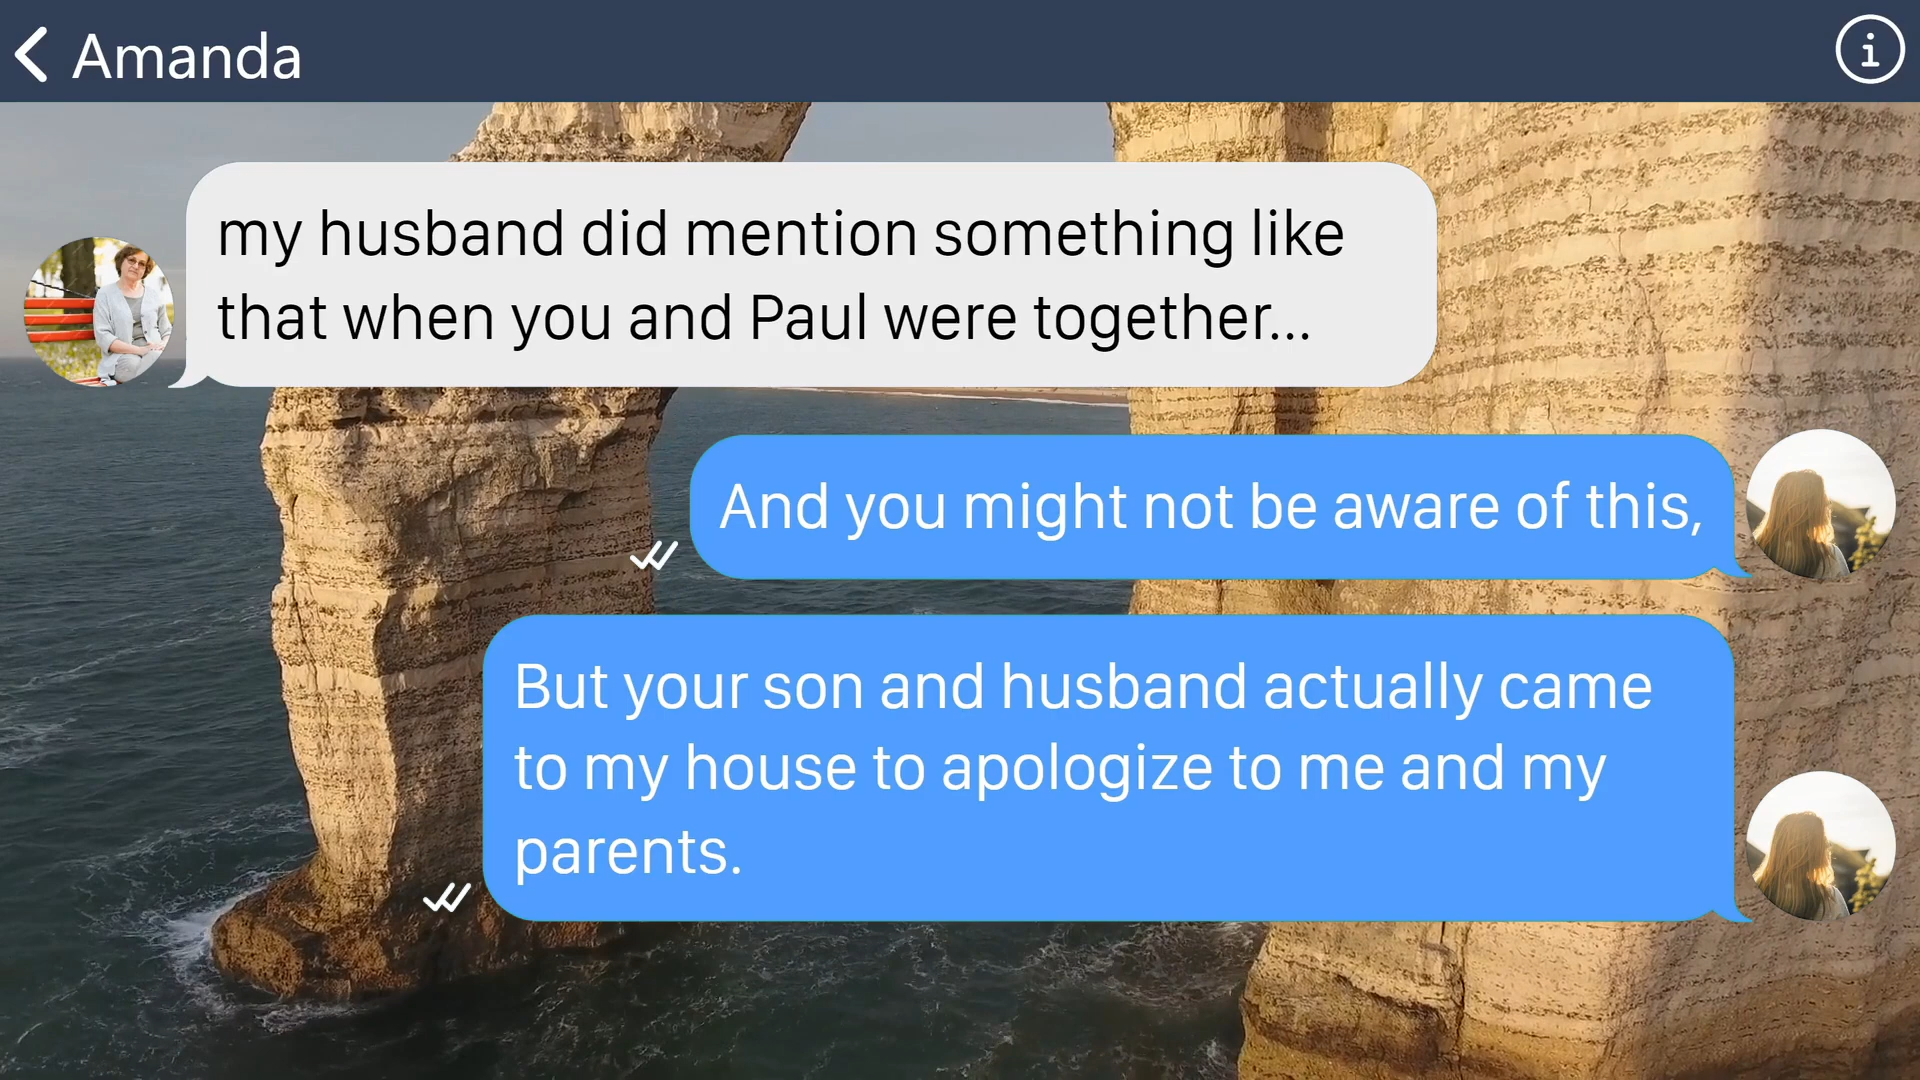 Amanda
my husband did mention something like
that when you and Paul were together...
And you might not be aware of this,
But your son and husband actually came
to my house to apologize to me and my
parents.